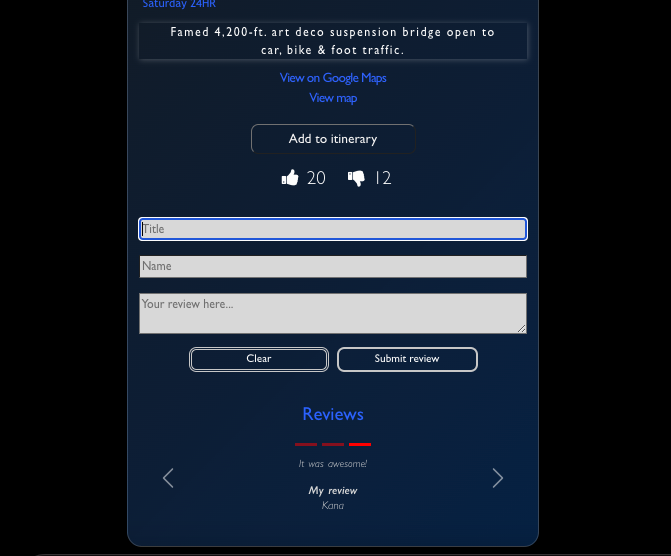 Saturday 24HR
Famed 4,200-ft. art deco suspension bridge open to
car, bike & foot traffic.
View on Google Maps
View map
Add to itinerary
20 12
Title
Name
Your review here...
Clear Submit review
Reviews
It was awesome!
My review
Kana